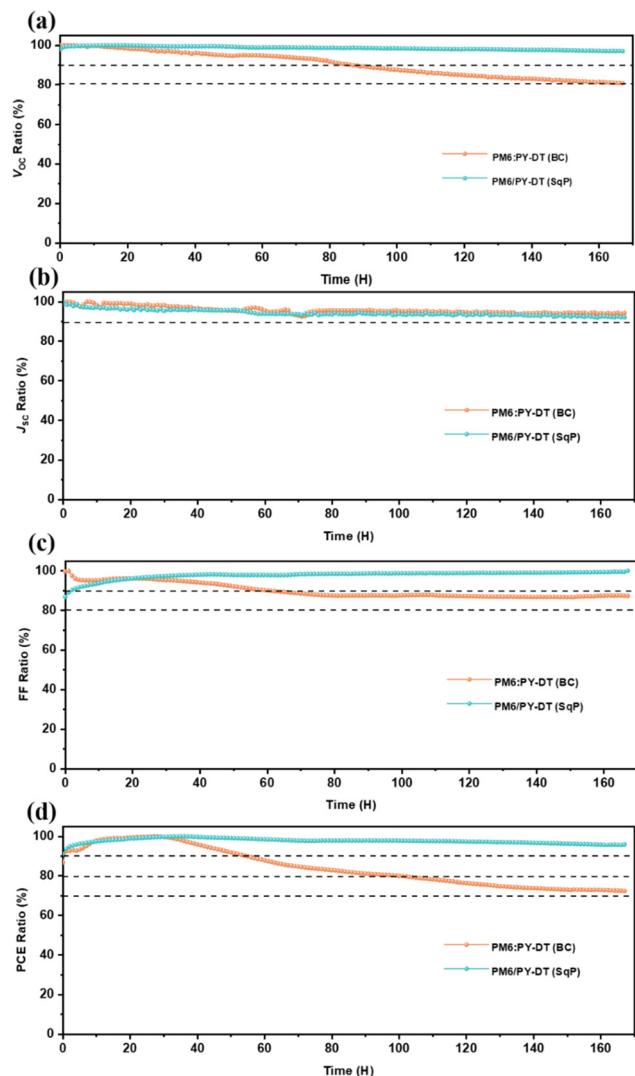 (a)
100
80
60
40
20
0
V_OC Ratio (%)
PM6:PY-DT (BC)
PM6/PY-DT (SqP)
0 20 40 60 80 100 120 140 160
Time (H)
(b)
100
80
60
40
20
0
J_SC Ratio (%)
PM6:PY-DT (BC)
PM6/PY-DT (SqP)
0 20 40 60 80 100 120 140 160
Time (H)
(c)
100
80
60
40
20
0
FF Ratio (%)
PM6:PY-DT (BC)
PM6/PY-DT (SqP)
0 20 40 60 80 100 120 140 160
Time (H)
(d)
100
80
60
40
20
0
PCE Ratio (%)
PM6:PY-DT (BC)
PM6/PY-DT (SqP)
0 20 40 60 80 100 120 140 160
Time (H)